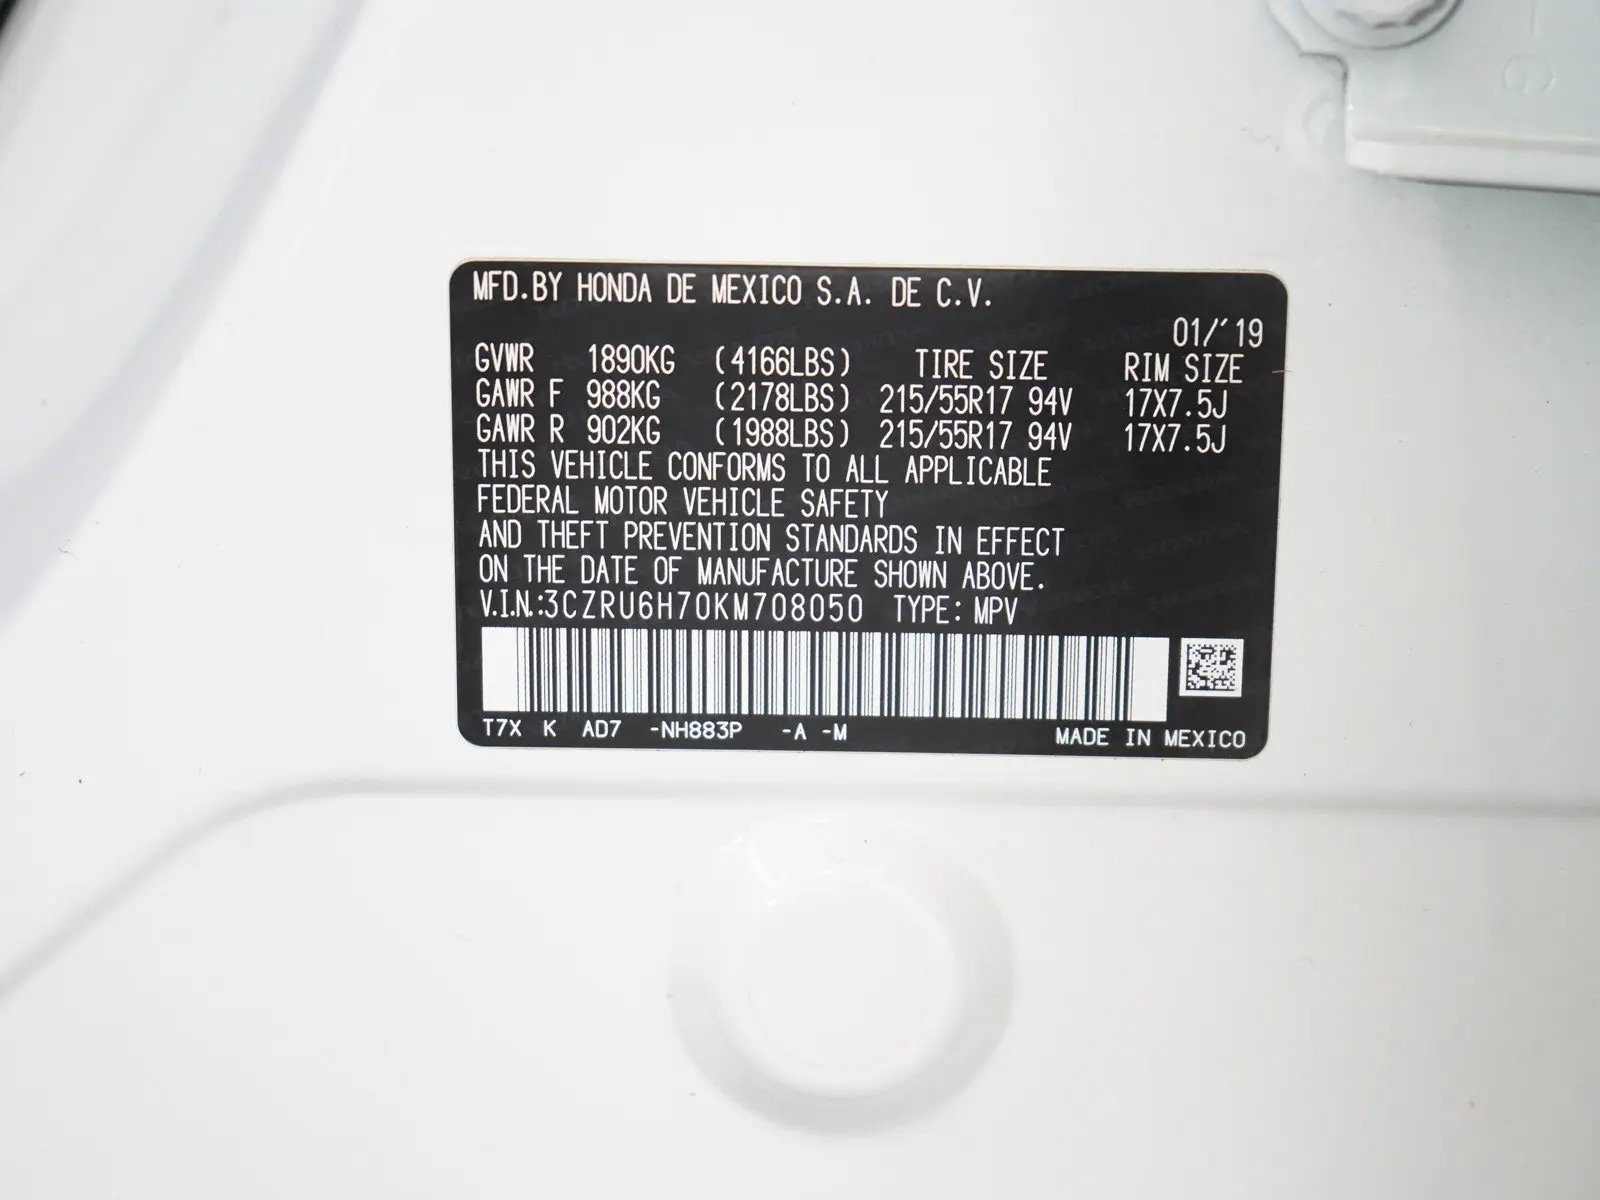 MFD.BY HONDA DE MEXICO S.A. DE C.V.
01/'19
GVWR 1890KG (4166LBS) TIRE SIZE RIM SIZE
GAWR F 988KG (2178LBS) 215/55R17 94V 17X7.5J
GAWR R 902KG (1988LBS) 215/55R17 94V 17X7.5J
THIS VEHICLE CONFORMS TO ALL APPLICABLE
FEDERAL MOTOR VEHICLE SAFETY
AND THEFT PREVENTION STANDARDS IN EFFECT
ON THE DATE OF MANUFACTURE SHOWN ABOVE.
V.I.N.:3CZRU6H70KM708050 TYPE: MPV
T7X K AD7 -NH883P -A -M MADE IN MEXICO